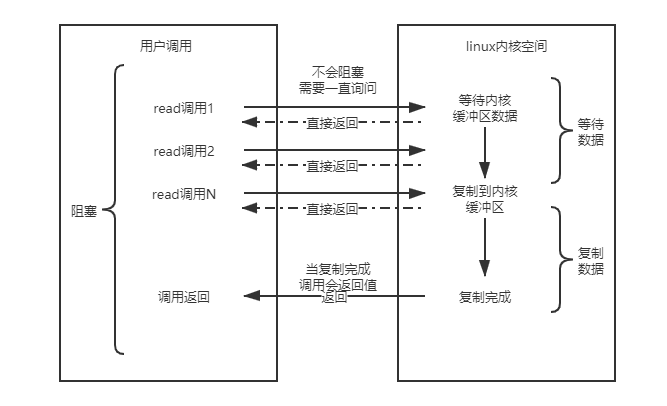 用户调用
linux内核空间
不会阻塞
需要一直询问
read调用1
直接返回
等待内核
缓冲区数据
等待
数据
read调用2
直接返回
read调用N
直接返回
复制到内核
缓冲区
阻塞
复制
数据
当复制完成
调用会返回值
返回
调用返回
复制完成